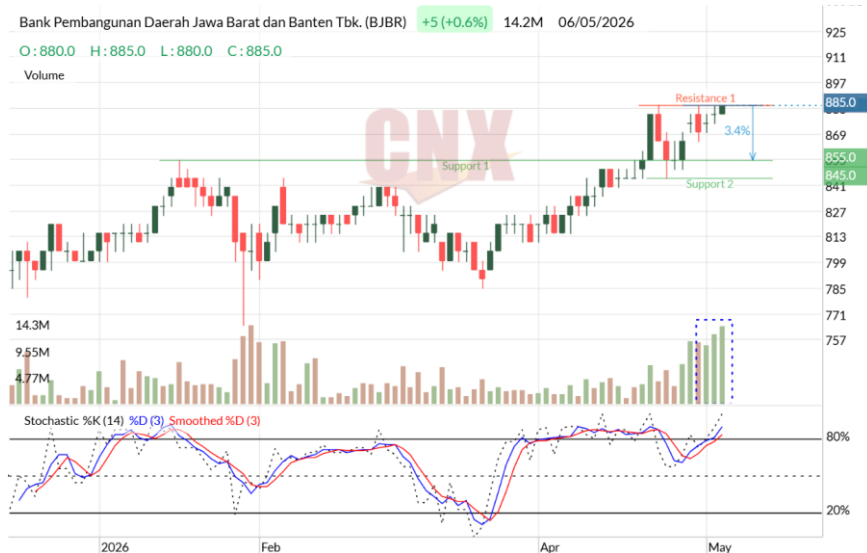 Bank Pembangunan Daerah Jawa Barat dan Banten Tbk. (BJBR) +5 (+0.6%) 14.2M 06/05/2026
O : 880.0 H : 885.0 L : 880.0 C : 885.0
Volume
925
911
897
Resistance 1
885.0
3.4%
869
CNX
Support 1
855.0
845.0
Support 2
841
827
813
799
785
771
757
14.3M
9.55M
4.77M
Stochastic %K (14) %D (3) Smoothed %D (3)
80%
20%
2026 Feb Apr May